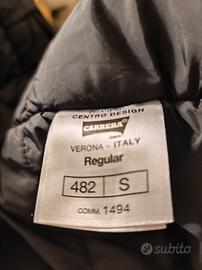 CENTRO DESIGN
CARRERA
VERONA - ITALY
Regular
482 S
COMM. 1494
subito